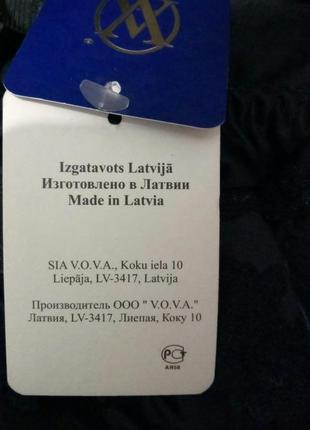 Izgatavots Latvijā
Изготовлено в Латвии
Made in Latvia
SIA V.O.V.A., Koku iela 10
Liepāja, LV-3417, Latvija
Производитель ООО " V.O.V.A."
Латвия, LV-3417, Лиепая, Коку 10